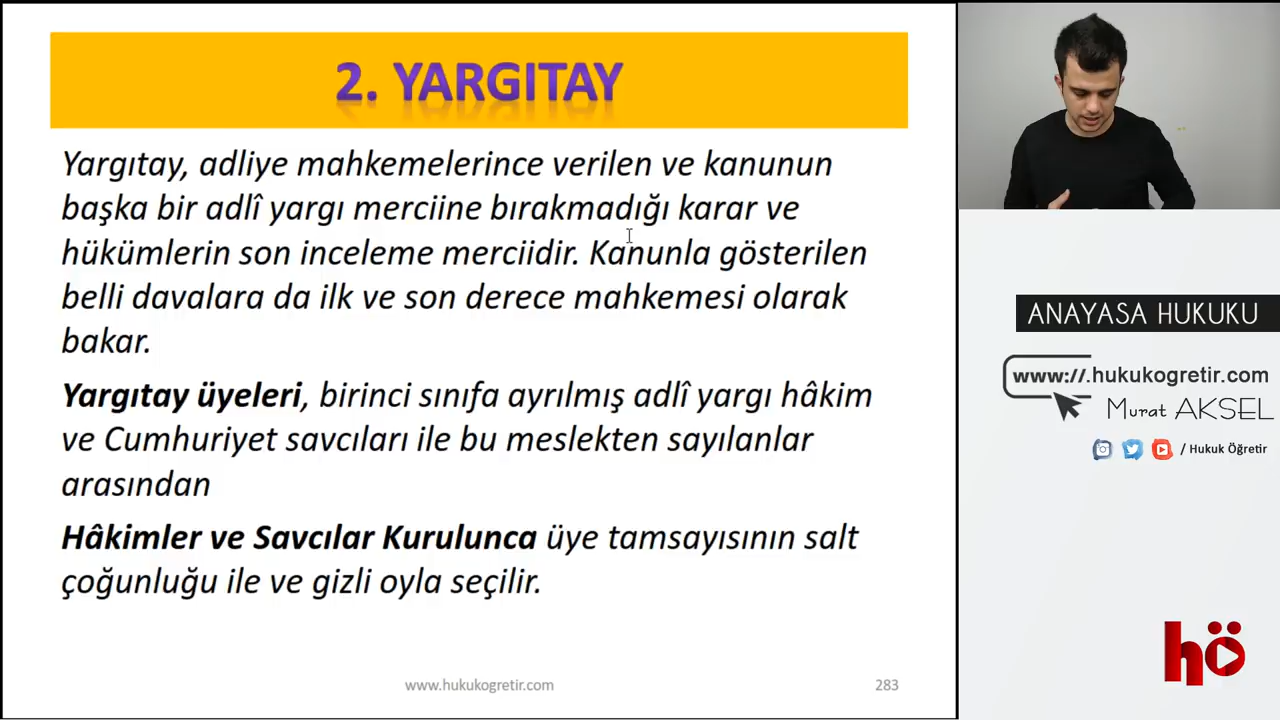 2. YARGITAY
Yargıtay, adliye mahkemelerince verilen ve kanunun
başka bir adlî yargı merciine bırakmadığı karar ve
hükümlerin son inceleme merciidir. Kanunla gösterilen
belli davalara da ilk ve son derece mahkemesi olarak
bakar.
Yargıtay üyeleri, birinci sınıfa ayrılmış adlî yargı hâkim
ve Cumhuriyet savcıları ile bu meslekten sayılanlar
arasından
Hâkimler ve Savcılar Kurulunca üye tamsayısının salt
çoğunluğu ile ve gizli oyla seçilir.
www.hukukogretir.com
283
ANAYASA HUKUKU
www://.hukukogretir.com
Murat AKSEL
/ Hukuk Öğretir
hö